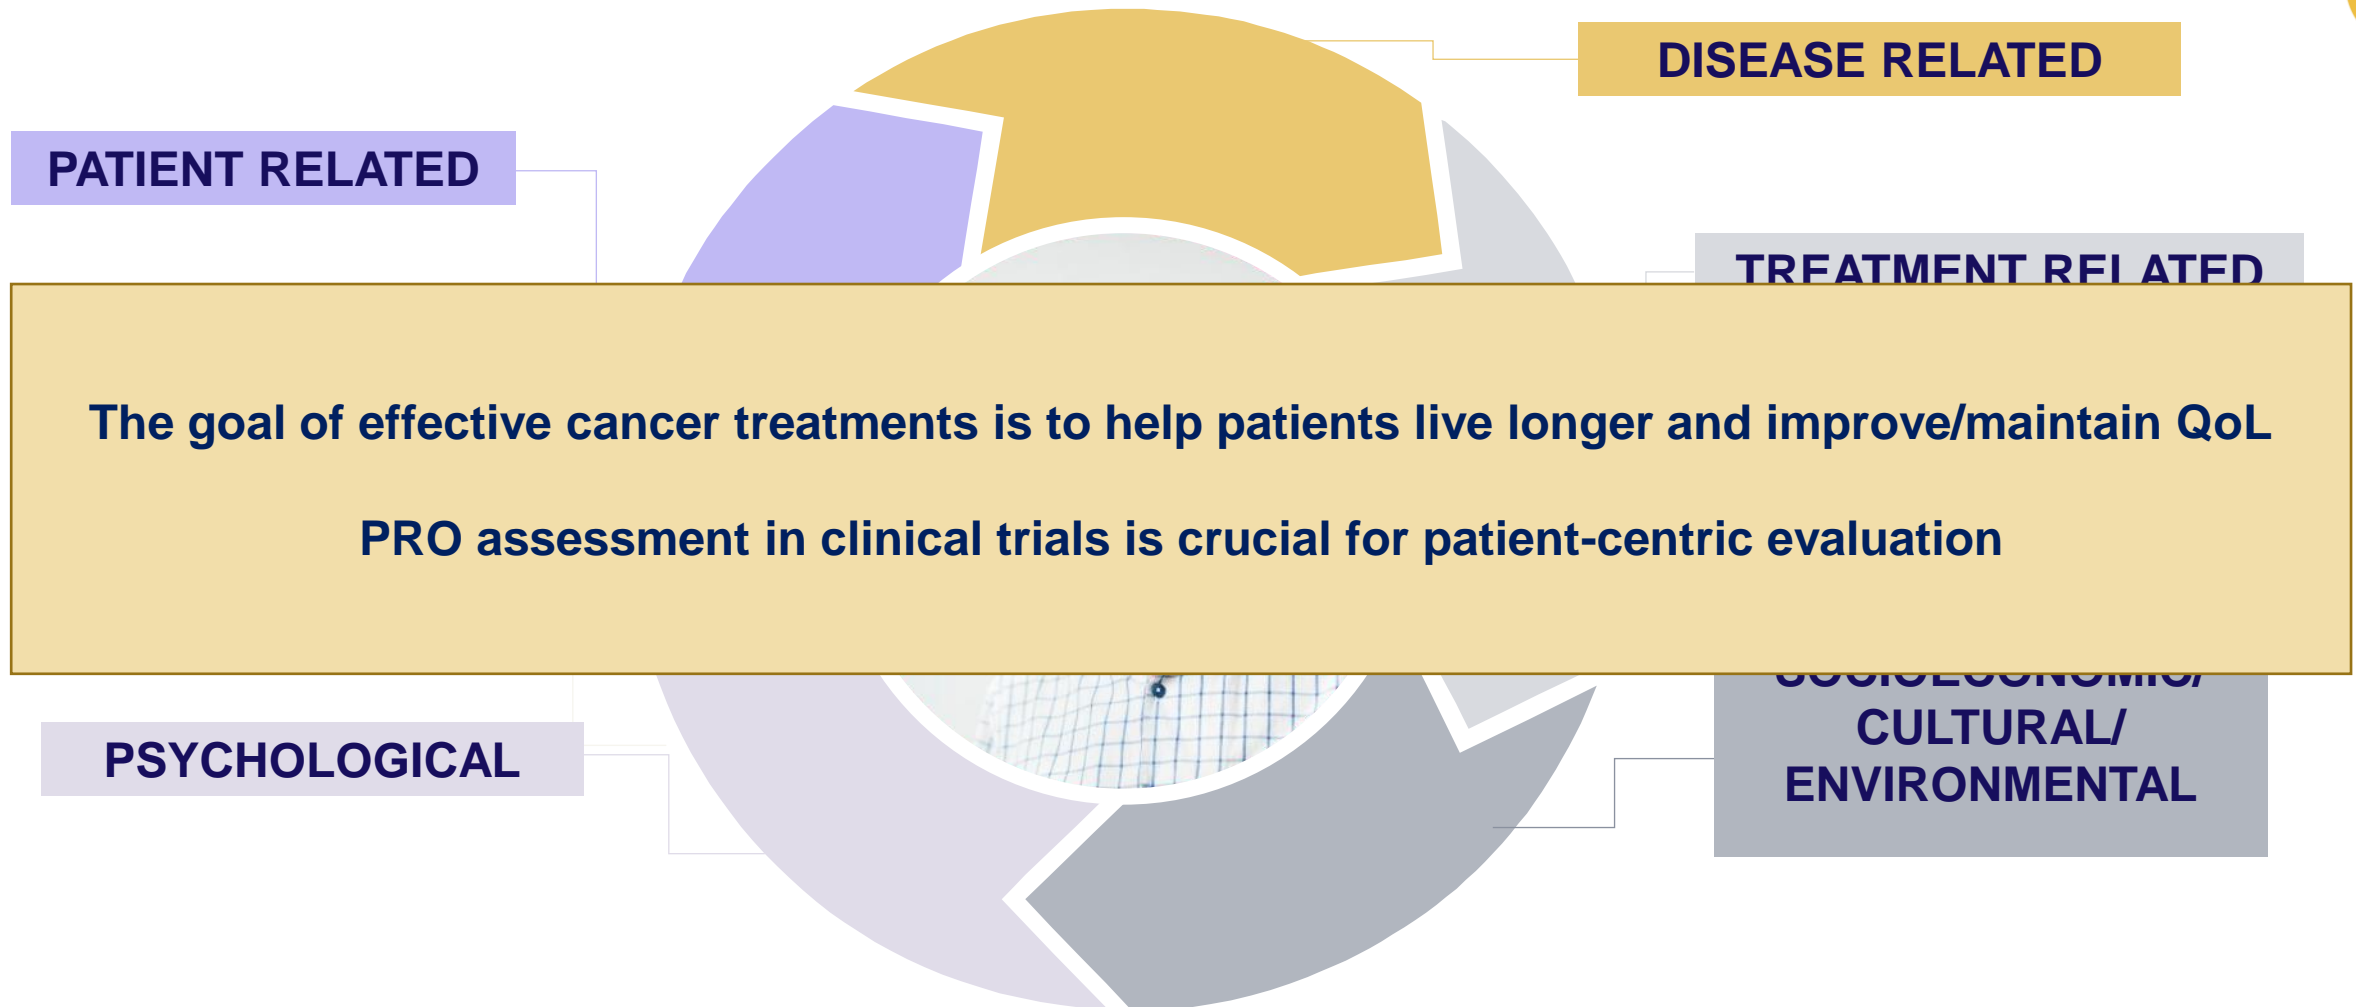 DISEASE RELATED
PATIENT RELATED
TREATMENT RELATED
The goal of effective cancer treatments is to help patients live longer and improve/maintain QoL
PRO assessment in clinical trials is crucial for patient-centric evaluation
SOCIOECONOMIC/
CULTURAL/
ENVIRONMENTAL
PSYCHOLOGICAL